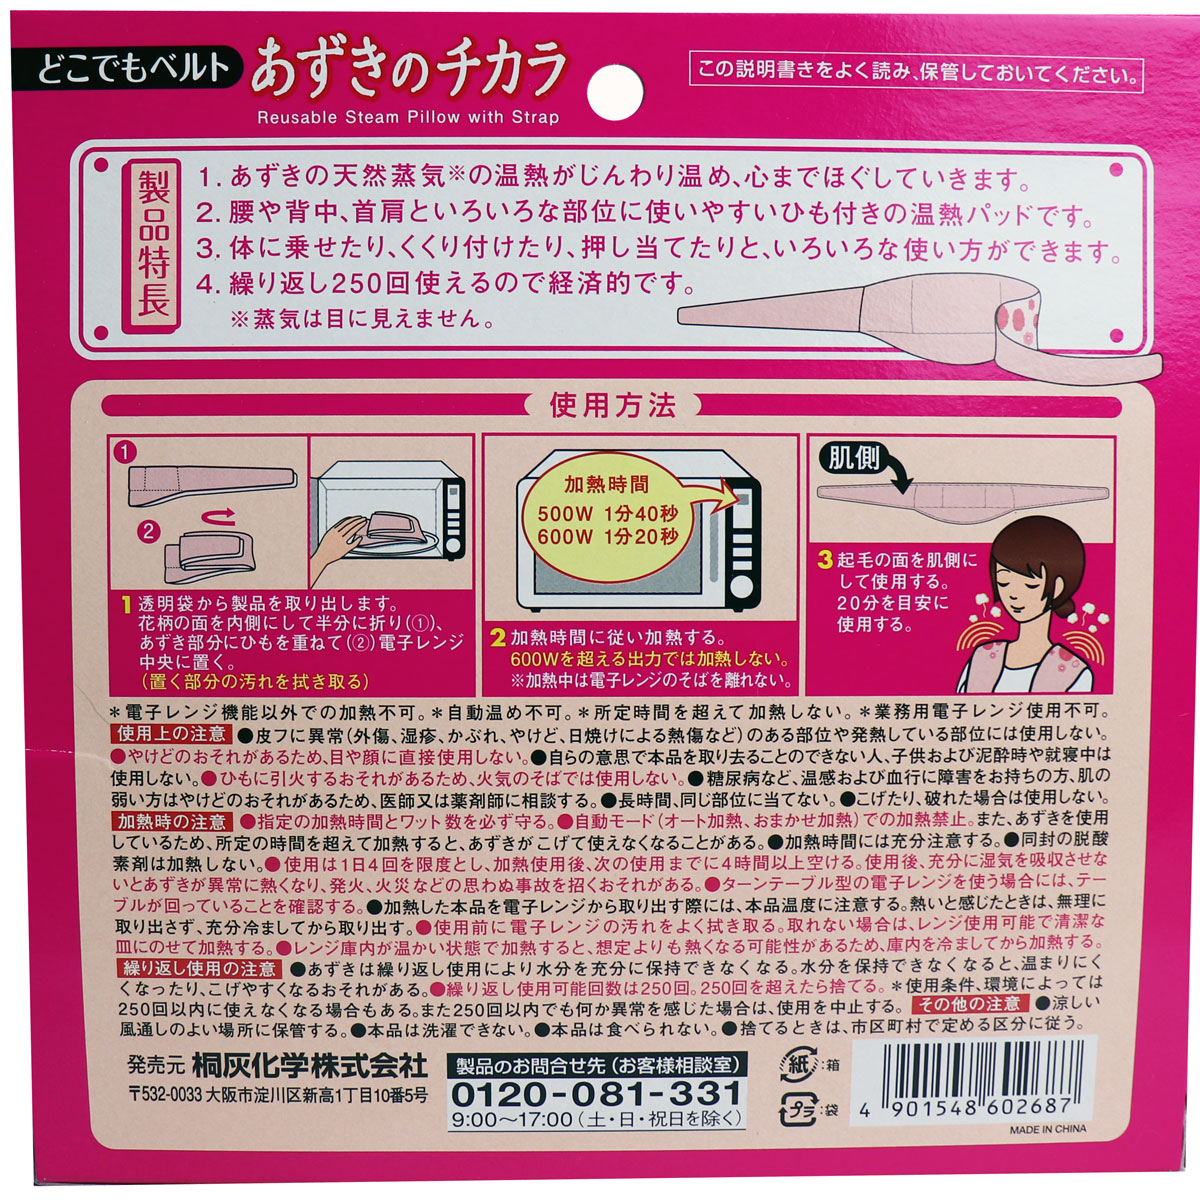 どこでもベルト あずきのチカラ
Reusable Steam Pillow with Strap
この説明書きをよく読み、保管しておいてください。
製品特長
1. あずきの天然蒸気※の温熱がじんわり温め、心までほぐしていきます。
2. 腰や背中、首肩といろいろな部位に使いやすいひも付きの温熱パッドです。
3. 体に乗せたり、くくり付けたり、押し当てたりと、いろいろな使い方ができます。
4. 繰り返し250回使えるので経済的です。
※蒸気は目に見えません。
使用方法
1
2
1 透明袋から製品を取り出します。
花柄の面を内側にして半分に折り(①)、
あずき部分にひもを重ねて(②)電子レンジ
中央に置く。
(置く部分の汚れを拭き取る)
加熱時間
500W 1分40秒
600W 1分20秒
2 加熱時間に従い加熱する。
600Wを超える出力では加熱しない。
※加熱中は電子レンジのそばを離れない。
肌側
3 起毛の面を肌側に
して使用する。
20分を目安に
使用する。
＊電子レンジ機能以外での加熱不可。＊自動温め不可。＊所定時間を超えて加熱しない。＊業務用電子レンジ使用不可。
使用上の注意 ●皮フに異常(外傷、湿疹、かぶれ、やけど、日焼けによる熱傷など)のある部位や発熱している部位には使用しない。
●やけどのおそれがあるため、目や顔に直接使用しない。●自らの意思で本品を取り去ることのできない人、子供および泥酔時や就寝中は
使用しない。●ひもに引火するおそれがあるため、火気のそばでは使用しない。●糖尿病など、温感および血行に障害をお持ちの方、肌の
弱い方はやけどのおそれがあるため、医師又は薬剤師に相談する。●長時間、同じ部位に当てない。●こげたり、破れた場合は使用しない。
加熱時の注意 ●指定の加熱時間とワット数を必ず守る。●自動モード(オート加熱、おまかせ加熱)での加熱禁止。また、あずきを使用
しているため、所定の時間を超えて加熱すると、あずきがこげて使えなくなることがある。●加熱時間には充分注意する。●同封の脱酸
素剤は加熱しない。●使用は1日4回を限度とし、加熱使用後、次の使用までに4時間以上空ける。使用後、充分に湿気を吸収させな
いとあずきが異常に熱くなり、発火、火災などの思わぬ事故を招くおそれがある。●ターンテーブル型の電子レンジを使う場合には、テー
ブルが回っていることを確認する。●加熱した本品を電子レンジから取り出す際には、本品温度に注意する。熱いと感じたときは、無理に
取り出さず、充分冷ましてから取り出す。●使用前に電子レンジの汚れをよく拭き取る。取れない場合は、レンジ使用可能で清潔な
皿にのせて加熱する。●レンジ庫内が温かい状態で加熱すると、想定よりも熱くなる可能性があるため、庫内を冷ましてから加熱する。
繰り返し使用の注意 ●あずきは繰り返し使用により水分を充分に保持できなくなる。水分を保持できなくなると、温まりにく
くなったり、こげやすくなるおそれがある。●繰り返し使用可能回数は250回。250回を超えたら捨てる。＊使用条件、環境によっては
250回以内に使えなくなる場合もある。また250回以内でも何か異常を感じた場合は、使用を中止する。 その他の注意 ●涼しい
風通しのよい場所に保管する。●本品は洗濯できない。●本品は食べられない。●捨てるときは、市区町村で定める区分に従う。
発売元 桐灰化学株式会社
〒532-0033 大阪市淀川区新高1丁目10番5号
製品のお問合せ先(お客様相談室)
0120-081-331
9:00〜17:00(土・日・祝日を除く)
紙:箱
プラ:袋
4 901548 602687
MADE IN CHINA